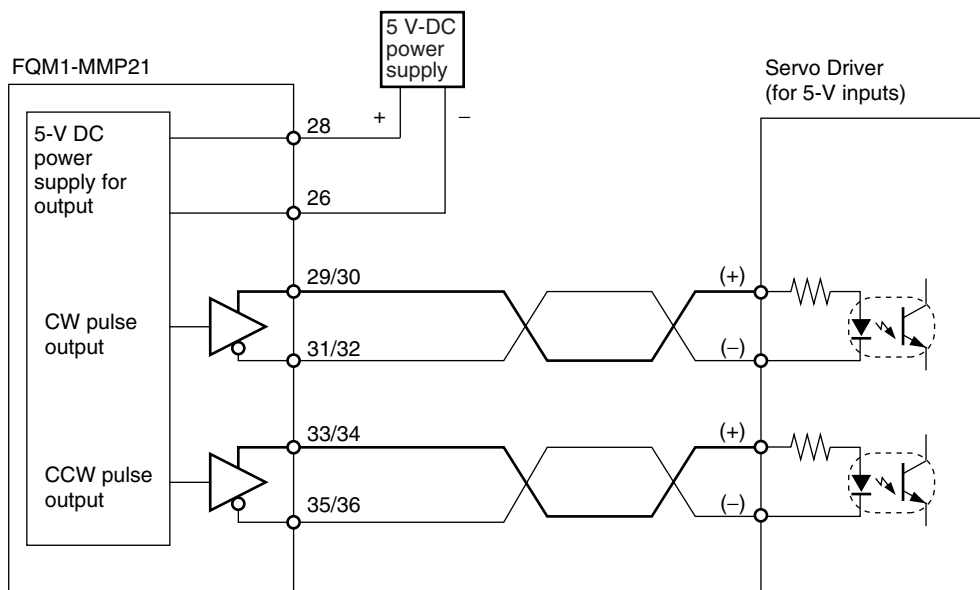 5 V-DC
power
supply
FQM1-MMP21
Servo Driver
(for 5-V inputs)
+
−
28
5-V DC
power
supply for
output
26
29/30
(+)
CW pulse
output
31/32
(−)
33/34
(+)
CCW pulse
output
35/36
(−)